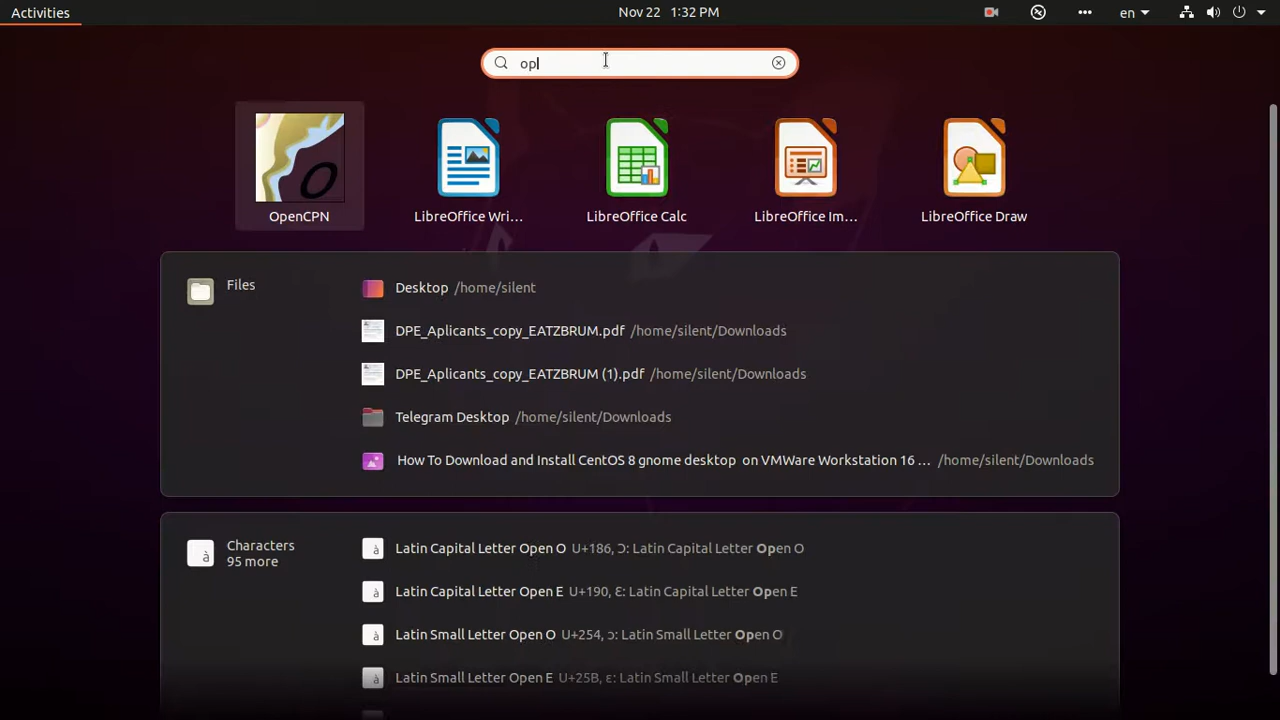 Activities
Nov 22 1:32 PM
en
op
OpenCPN
LibreOffice Wri...
LibreOffice Calc
LibreOffice Im...
LibreOffice Draw
Files
Desktop /home/silent
DPE_Aplicants_copy_EATZBRUM.pdf /home/silent/Downloads
DPE_Aplicants_copy_EATZBRUM (1).pdf /home/silent/Downloads
Telegram Desktop /home/silent/Downloads
How To Download and Install CentOS 8 gnome desktop on VMWare Workstation 16 ... /home/silent/Downloads
Characters
95 more
Latin Capital Letter Open O U+186, Ɔ: Latin Capital Letter Open O
Latin Capital Letter Open E U+190, Ɛ: Latin Capital Letter Open E
Latin Small Letter Open O U+254, ɔ: Latin Small Letter Open O
Latin Small Letter Open E U+25B, ɛ: Latin Small Letter Open E